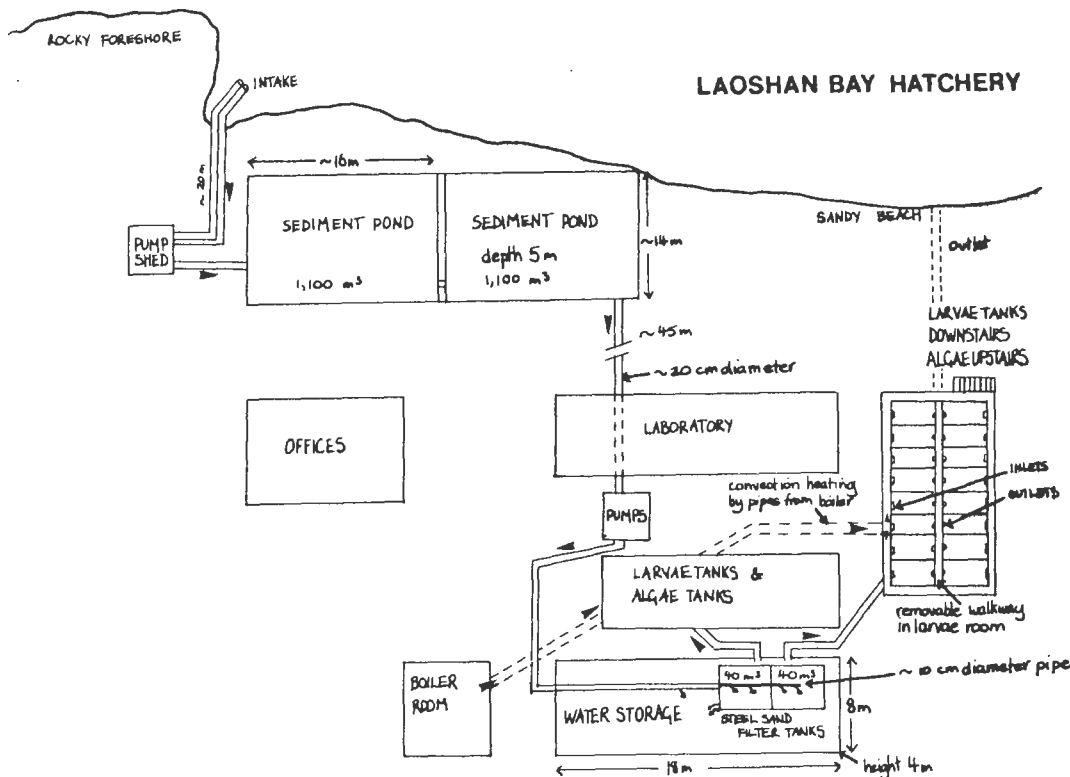 ROCKY FORESHORE
INTAKE
LAOSHAN BAY HATCHERY
~20m
~16m
SEDIMENT POND
1,100 m³
SEDIMENT POND
depth 5m
1,100 m³
~14m
PUMP
SHED
SANDY BEACH
outlet
~45m
~20 cm diameter
LARVAE TANKS
DOWNSTAIRS
ALGAE UPSTAIRS
OFFICES
LABORATORY
INLETS
OUTLETS
convection heating
by pipes from boiler
PUMPS
LARVAE TANKS &
ALGAE TANKS
removable walkway
in larvae room
BOILER
ROOM
WATER STORAGE
40 m³
40 m³
~10 cm diameter pipe
STEEL SAND
FILTER TANKS
8m
18m
height 4m